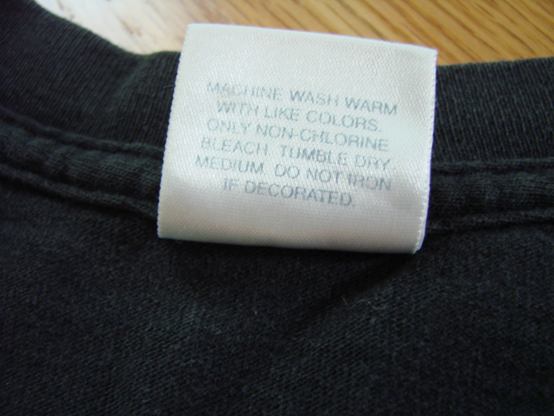 MACHINE WASH WARM
WITH LIKE COLORS.
ONLY NON-CHLORINE
BLEACH. TUMBLE DRY
MEDIUM. DO NOT IRON
IF DECORATED.